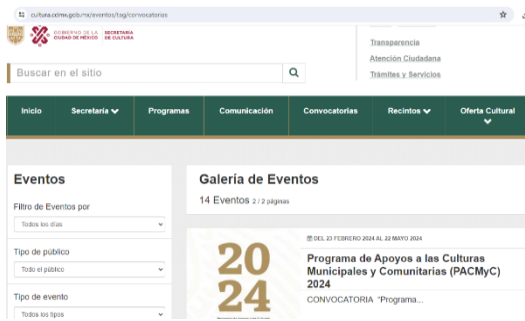 cultura.cdmx.gob.mx/eventos/tag/convocatorias
GOBIERNO DE LA
CIUDAD DE MÉXICO
SECRETARÍA
DE CULTURA
Transparencia
Atención Ciudadana
Trámites y Servicios
Buscar en el sitio
Inicio
Secretaría
Programas
Comunicación
Convocatorias
Recintos
Oferta Cultural
Eventos
Filtro de Eventos por
Todos los días
Tipo de público
Todo el público
Tipo de evento
Todos los tipos
Galería de Eventos
14 Eventos 2 / 2 páginas
2024
DEL 23 FEBRERO 2024 AL 22 MAYO 2024
Programa de Apoyos a las Culturas
Municipales y Comunitarias (PACMyC)
2024
CONVOCATORIA "Programa...